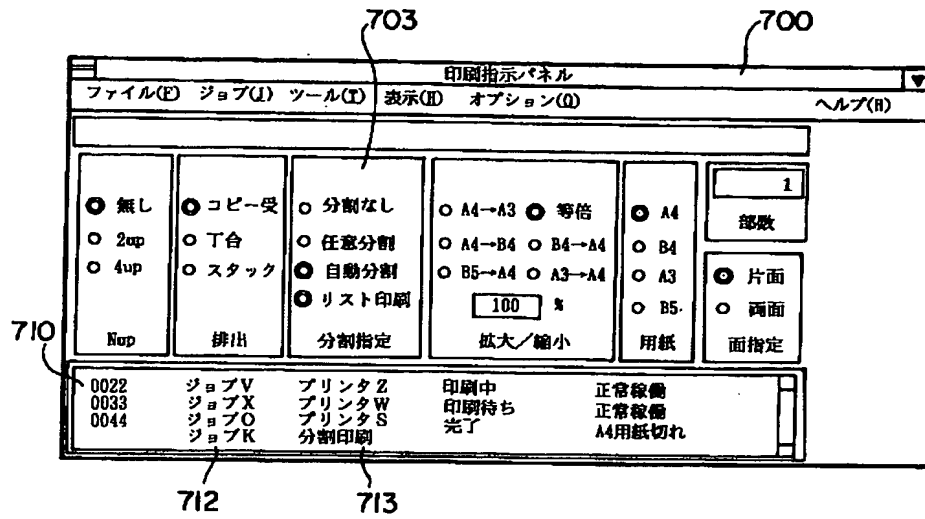 703
700
印刷指示パネル
ファイル(F) ジョブ(J) ツール(T) 表示(H) オプション(O) ヘルプ(H)
無し
2up
4up
Nup
コピー受
丁合
スタック
排出
分割なし
任意分割
自動分割
リスト印刷
分割指定
A4→A3 等倍
A4→B4 B4→A4
B5→A4 A3→A4
100 %
拡大/縮小
A4
B4
A3
B5
用紙
1
部数
片面
両面
面指定
710
0022 ジョブV プリンタZ 印刷中 正常稼働
0033 ジョブX プリンタW 印刷待ち 正常稼働
0044 ジョブO プリンタS 完了 A4用紙切れ
ジョブK 分割印刷
712
713